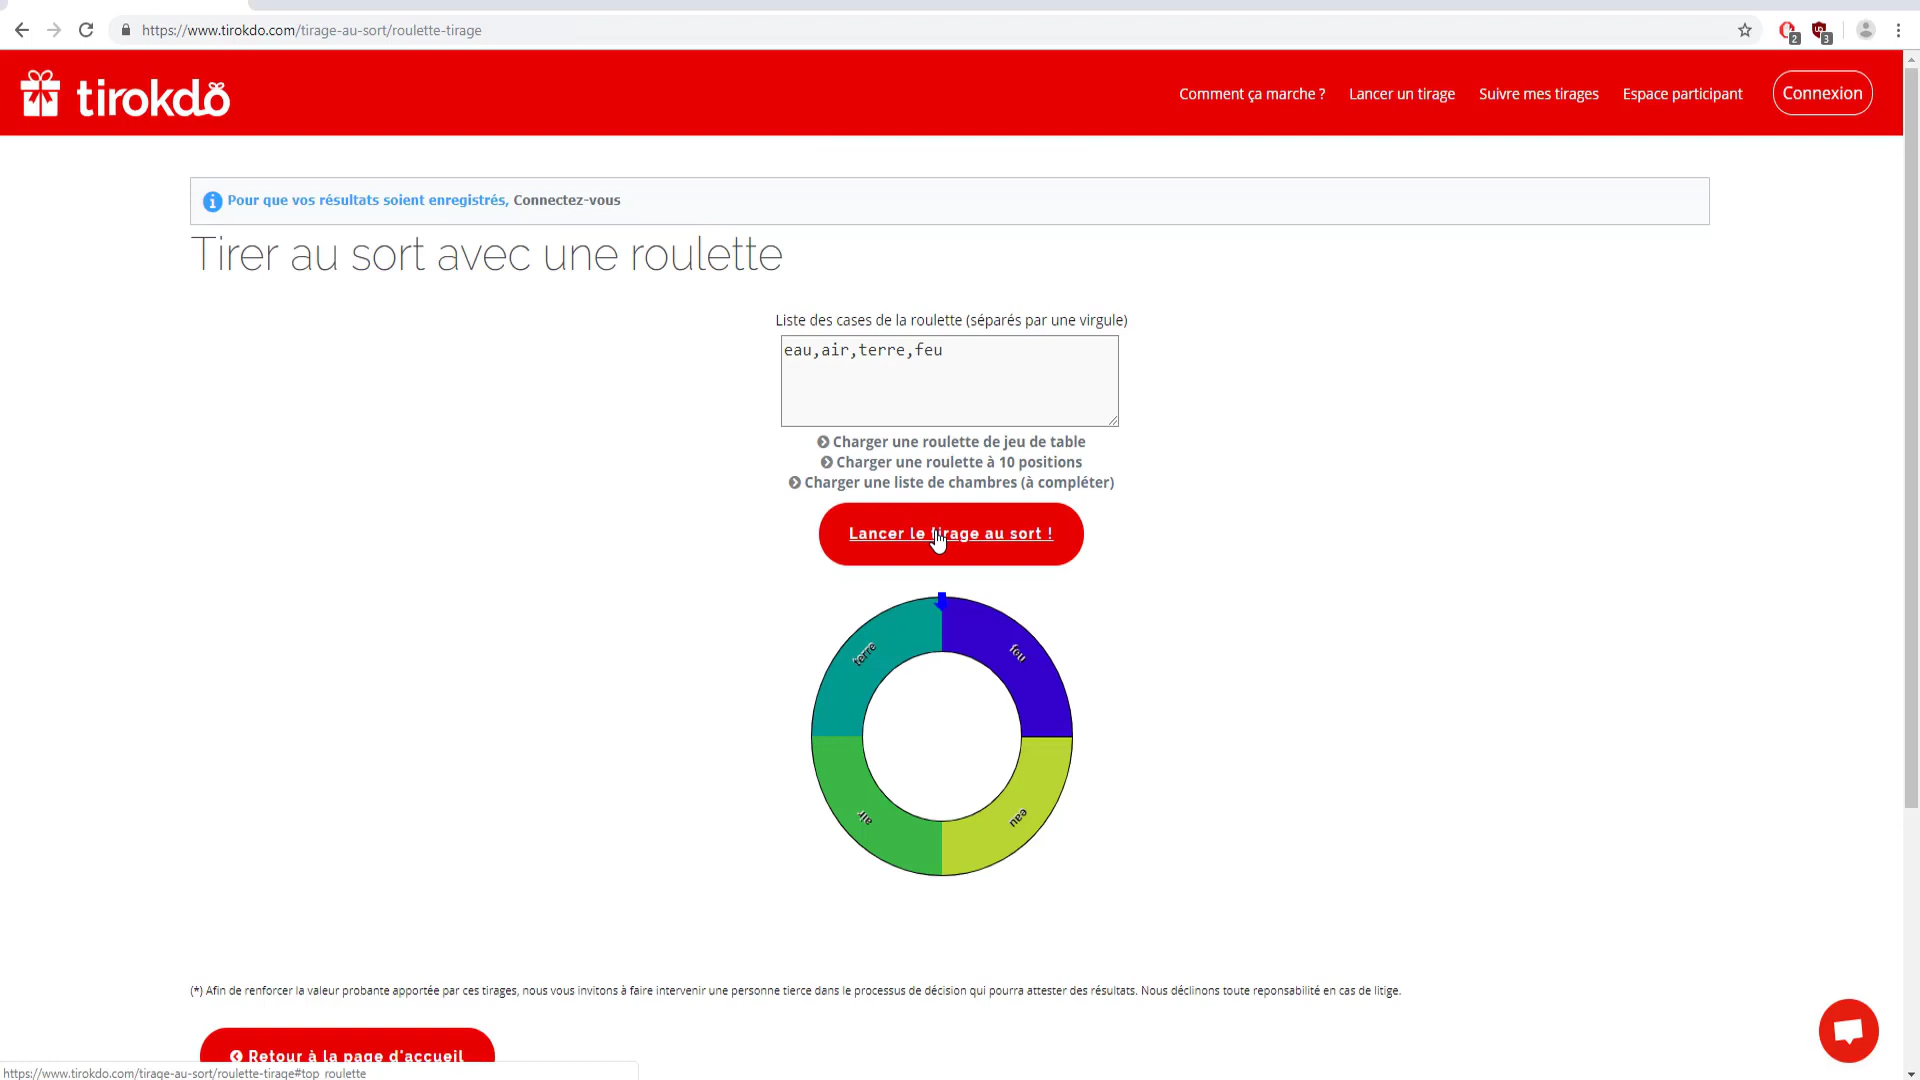 https://www.tirokdo.com/tirage-au-sort/roulette-tirage
2
3
tirokdo
Comment ça marche ?
Lancer un tirage
Suivre mes tirages
Espace participant
Connexion
Pour que vos résultats soient enregistrés, Connectez-vous
Tirer au sort avec une roulette
Liste des cases de la roulette (séparés par une virgule)
eau,air,terre,feu
Charger une roulette de jeu de table
Charger une roulette à 10 positions
Charger une liste de chambres (à compléter)
Lancer le tirage au sort !
terre
feu
air
eau
(*) Afin de renforcer la valeur probante apportée par ces tirages, nous vous invitons à faire intervenir une personne tierce dans le processus de décision qui pourra attester des résultats. Nous déclinons toute reponsabilité en cas de litige.
Retour à la page d'accueil
https://www.tirokdo.com/tirage-au-sort/roulette-tirage#top_roulette